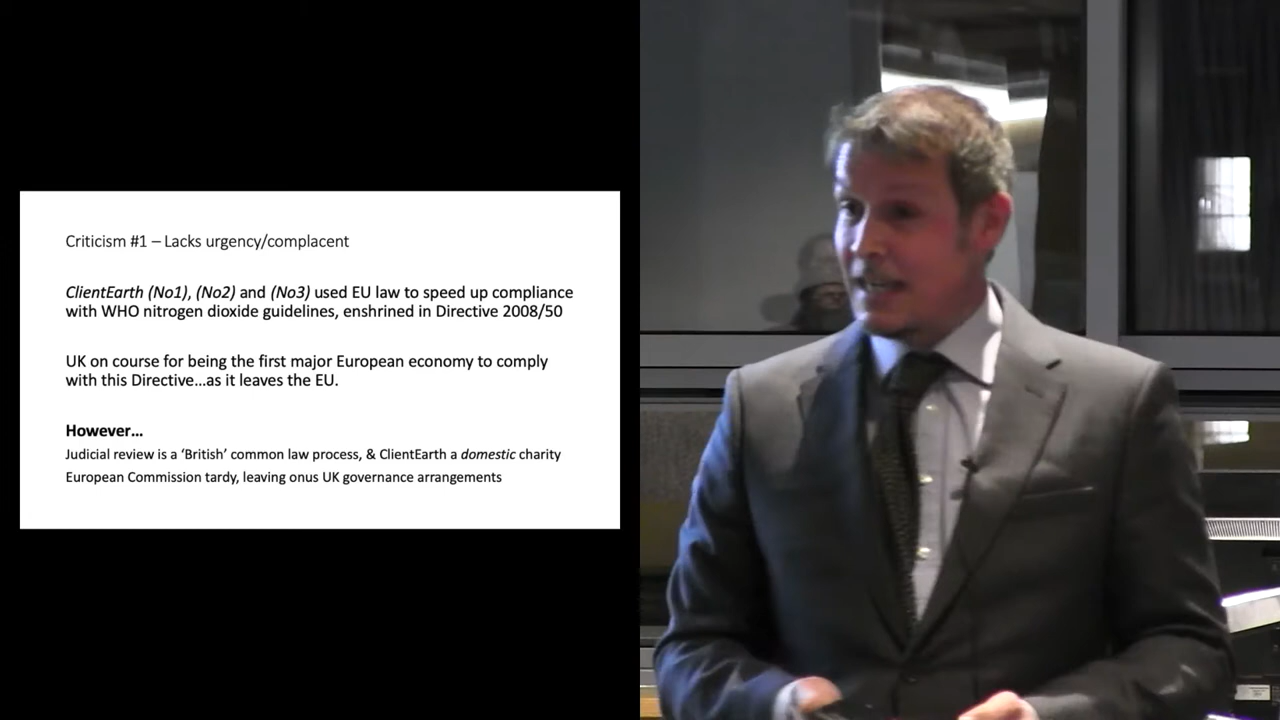 Criticism #1 – Lacks urgency/complacent
ClientEarth (No1), (No2) and (No3) used EU law to speed up compliance
with WHO nitrogen dioxide guidelines, enshrined in Directive 2008/50
UK on course for being the first major European economy to comply
with this Directive…as it leaves the EU.
However…
Judicial review is a ‘British’ common law process, & ClientEarth a domestic charity
European Commission tardy, leaving onus UK governance arrangements